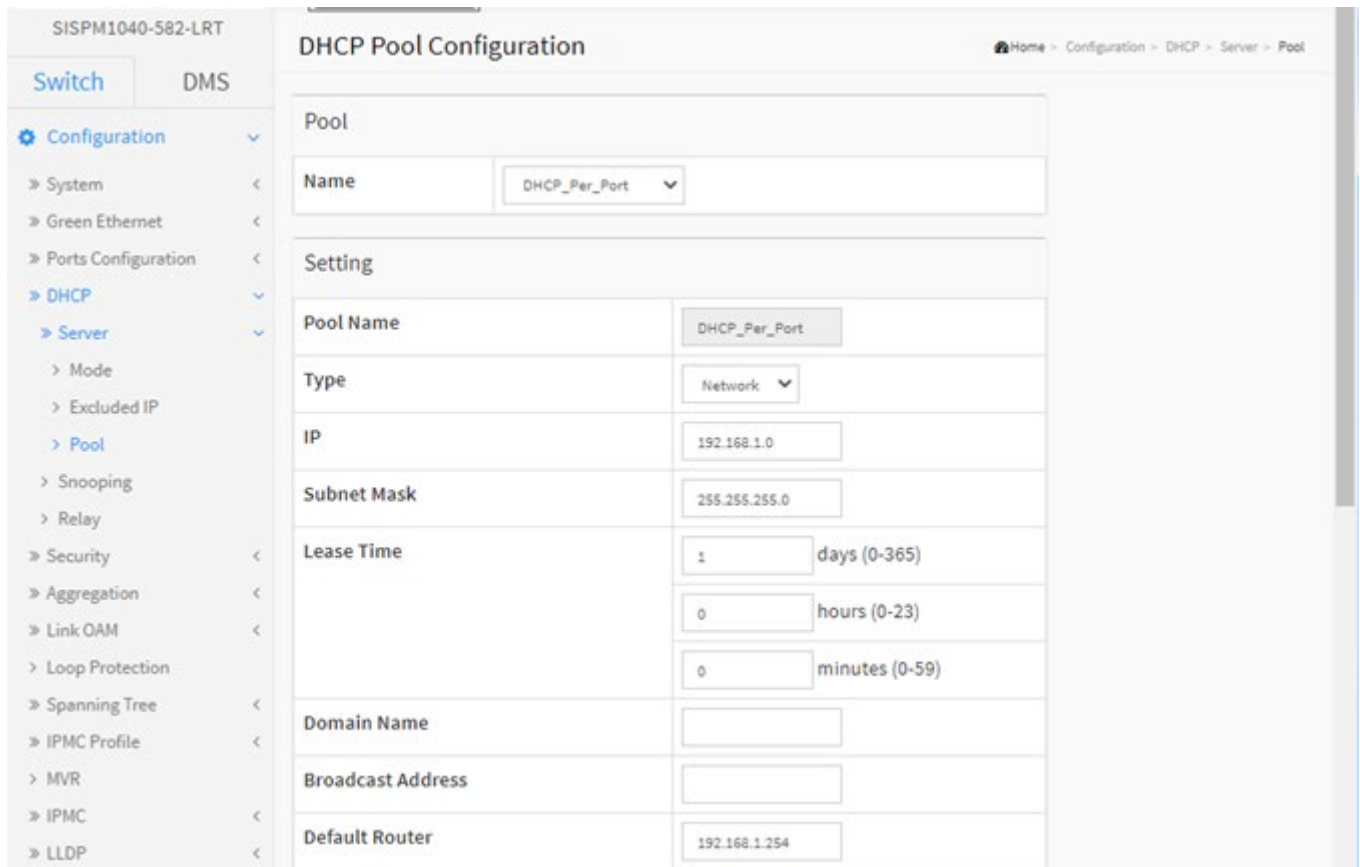 SISPM1040-582-LRT
Switch DMS
Configuration
» System
» Green Ethernet
» Ports Configuration
» DHCP
» Server
> Mode
> Excluded IP
> Pool
> Snooping
> Relay
» Security
» Aggregation
» Link OAM
> Loop Protection
» Spanning Tree
» IPMC Profile
> MVR
» IPMC
» LLDP
DHCP Pool Configuration
Home > Configuration > DHCP > Server > Pool
Pool
Name DHCP_Per_Port
Setting
Pool Name DHCP_Per_Port
Type Network
IP 192.168.1.0
Subnet Mask 255.255.255.0
Lease Time 1 days (0-365)
0 hours (0-23)
0 minutes (0-59)
Domain Name
Broadcast Address
Default Router 192.168.1.254